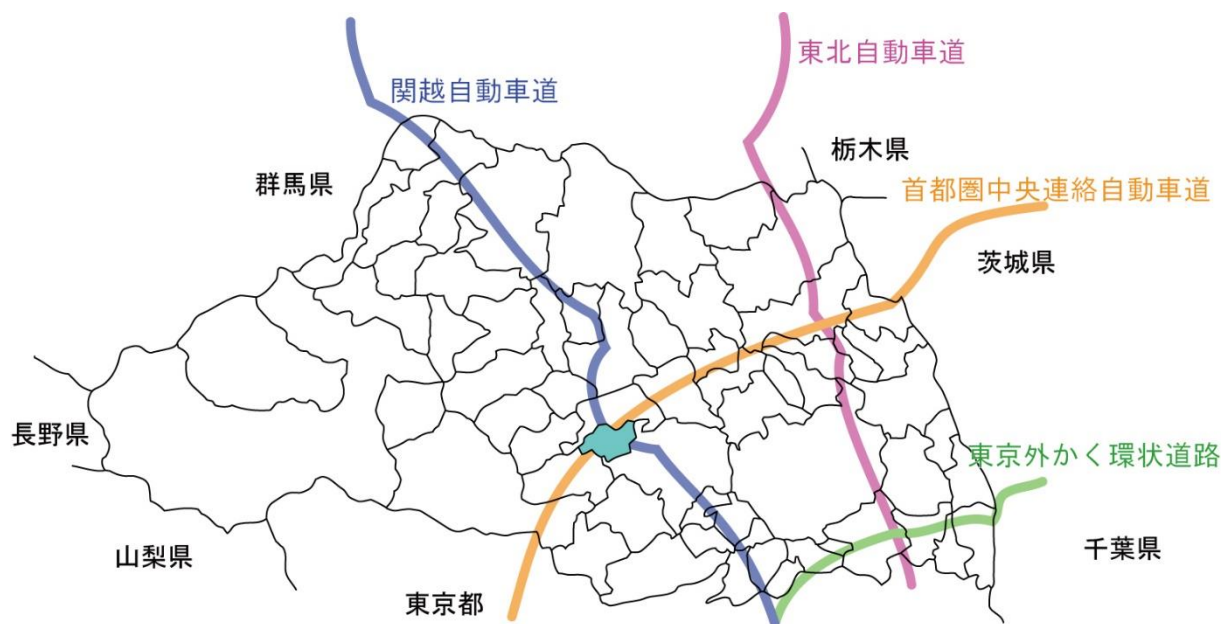 東北自動車道
関越自動車道
栃木県
群馬県
首都圏中央連絡自動車道
茨城県
長野県
東京外かく環状道路
山梨県
千葉県
東京都